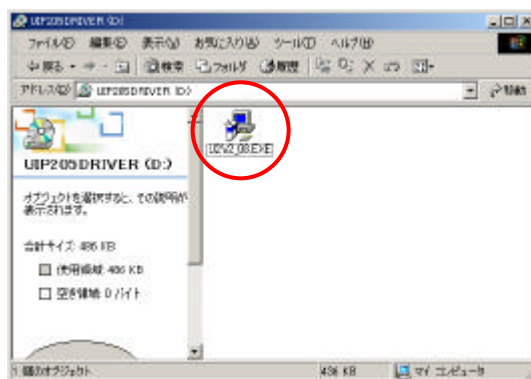 UIP205DRIVER (D:)
ファイル(F) 編集(E) 表示(V) お気に入り(A) ツール(T) ヘルプ(H)
戻る 検索 フォルダ 履歴
アドレス(D) UIP205DRIVER (D:) 移動
U2V2_08.EXE
UIP205DRIVER (D:)
オブジェクトを選択すると、その説明が
表示されます。
合計サイズ: 486 KB
使用領域: 486 KB
空き領域: 0 バイト
1 個のオブジェクト 436 KB マイ コンピュータ